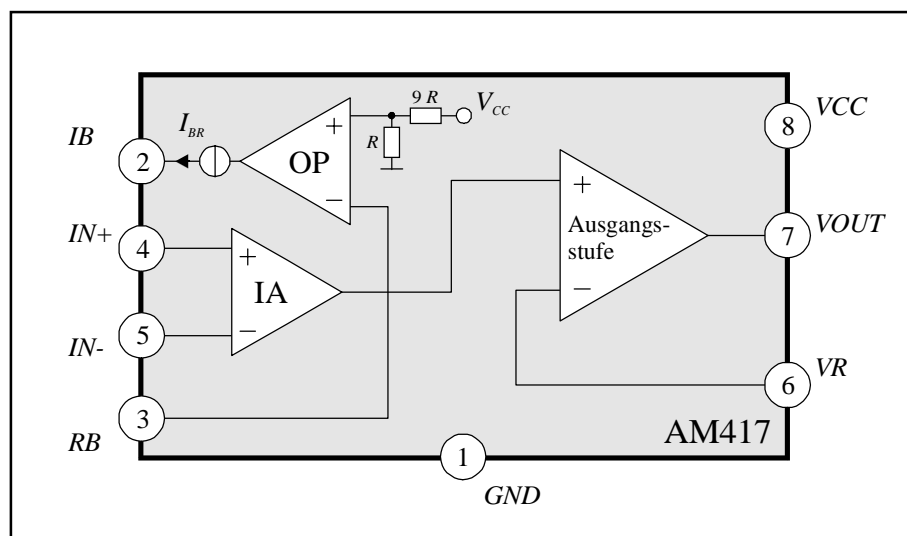 9 R
V_CC
VCC
8
IB
I_BR
R
+
OP
−
2
IN+
4
+
IA
−
+
Ausgangs-
stufe
−
VOUT
7
IN-
5
VR
6
RB
3
AM417
1
GND